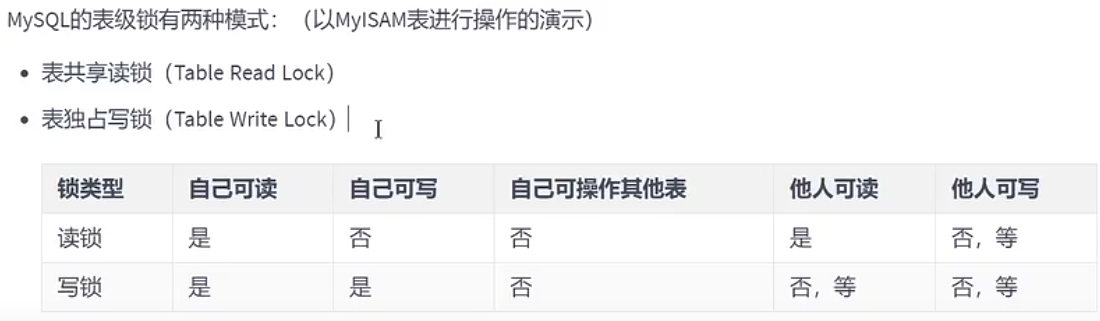 MySQL的表级锁有两种模式：（以MyISAM表进行操作的演示）
• 表共享读锁（Table Read Lock）
• 表独占写锁（Table Write Lock）
锁类型 自己可读 自己可写 自己可操作其他表 他人可读 他人可写
读锁 是 否 否 是 否，等
写锁 是 是 否 否，等 否，等